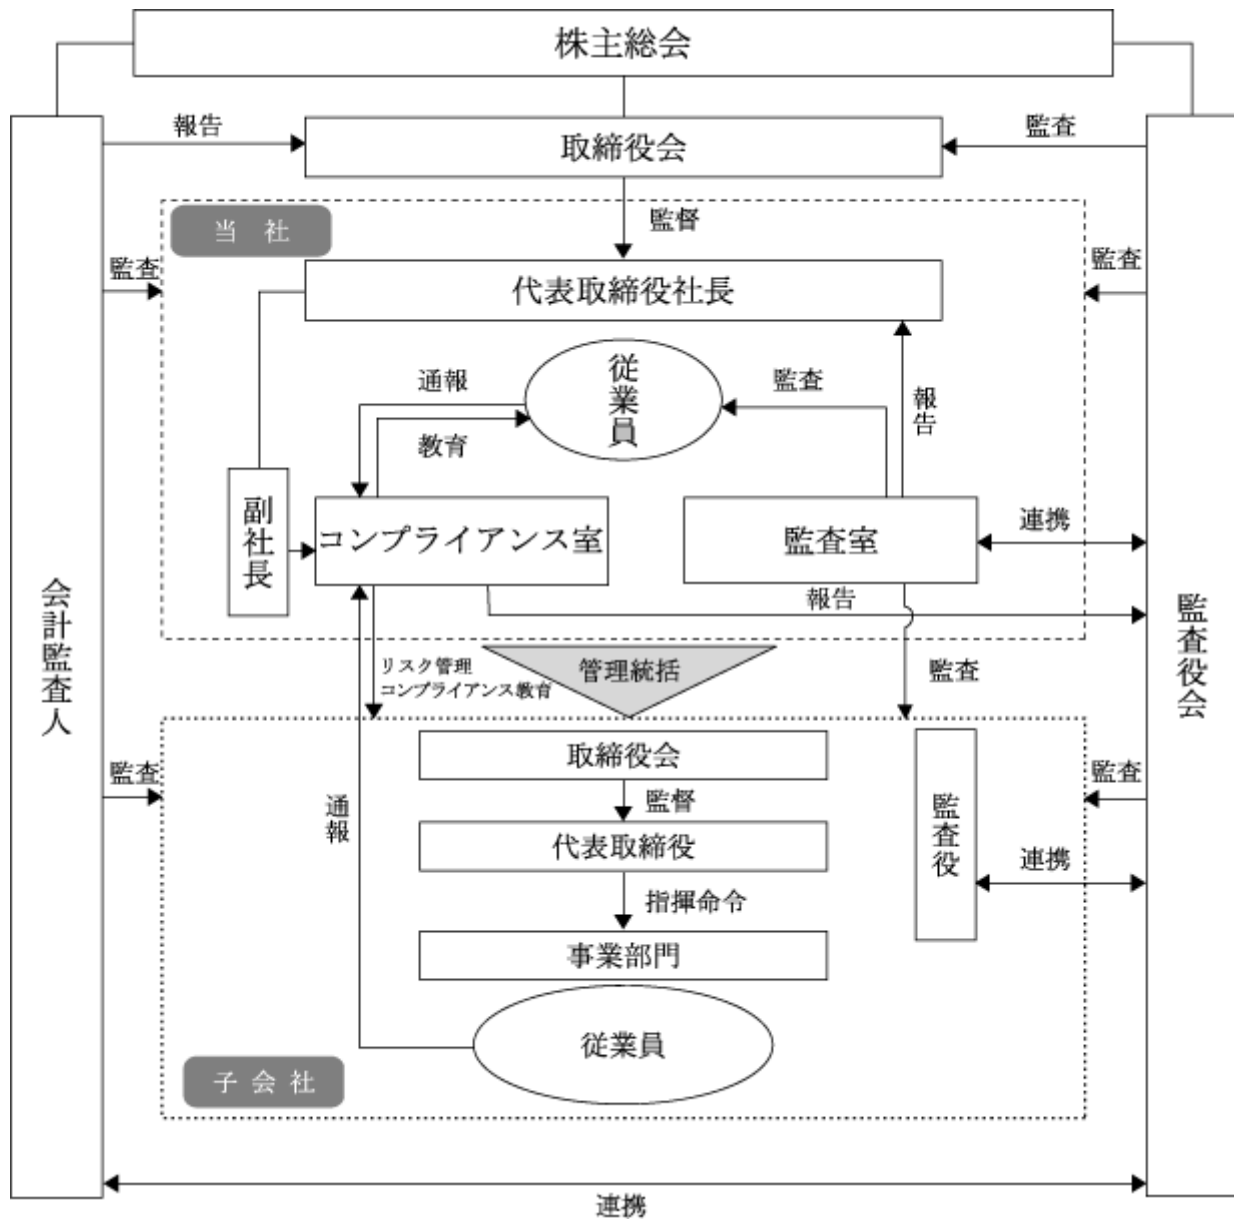 株主総会
報告
取締役会
監査
監督
当 社
監査
代表取締役社長
監査
従業員
通報
監査
報告
教育
副社長
コンプライアンス室
監査室
連携
報告
会計監査人
監査役会
リスク管理
コンプライアンス教育
管理統括
監査
取締役会
監査
監督
監査
通報
代表取締役
監査役
連携
指揮命令
事業部門
従業員
子 会 社
連携